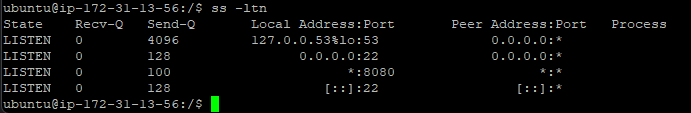 ubuntu@ip-172-31-13-56:/$ ss -ltn
State    Recv-Q   Send-Q     Local Address:Port     Peer Address:Port   Process
LISTEN   0        4096       127.0.0.53%lo:53            0.0.0.0:*
LISTEN   0        128              0.0.0.0:22            0.0.0.0:*
LISTEN   0        100                    *:8080                *:*
LISTEN   0        128                 [::]:22               [::]:*
ubuntu@ip-172-31-13-56:/$